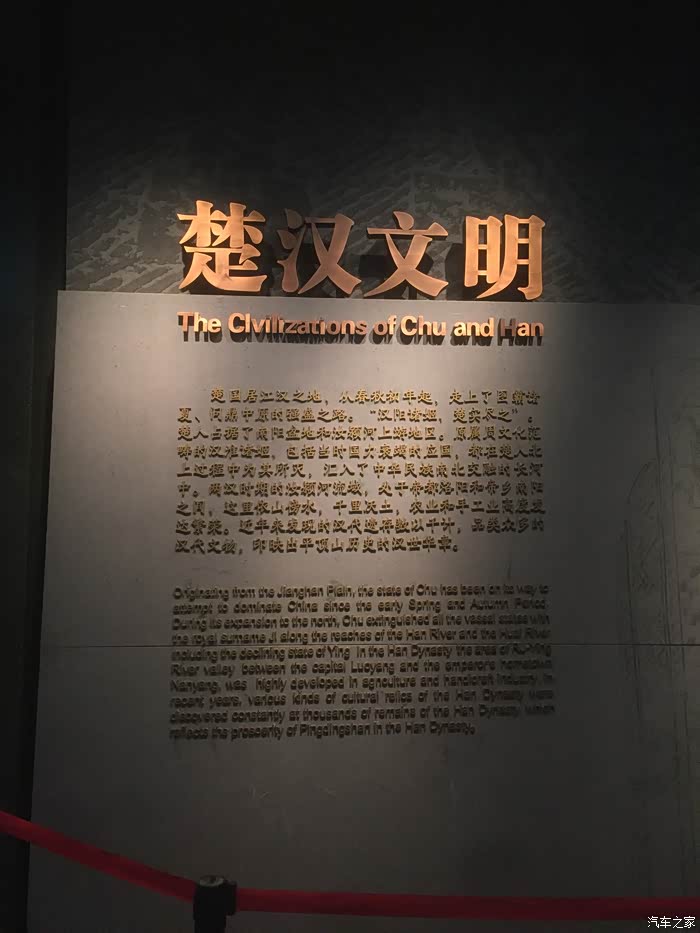 楚汉文明
The Civilizations of Chu and Han
楚国居江汉之地，从春秋初年起，走上了图霸诸
夏、问鼎中原的强盛之路。“汉阳诸姬，楚实尽之”。
楚人占据了南阳盆地和汝颍河上游地区。原属周文化范
畴的汉淮诸姬，包括当时国力衰城的应国，都在楚人北
上过程中为其所灭，汇入了中华民族南北交融的长河
中。两汉时期的汝颍河流域，处于帝都洛阳和帝乡南阳
之间，这里依山傍水，千里沃土，农业和手工业高度发
达繁荣。近年来发现的汉代遗存数以千计，品类众多的
汉代文物，印映出平顶山历史的汉世华章。
Originating from the Jianghan Plain, the state of Chu has been on its way to
attempt to dominate China since the early Spring and Autumn Period.
During its expansion to the north, Chu extinguished all the vassal states with
the royal surname Ji along the reaches of the Han River and the Huai River
including the declining state of Ying. In the Han Dynasty the area of Ru-Ying
River valley between the capital Luoyang and the emperor's hometown
Nanyang, was highly developed in agriculture and handicraft industry. In
recent years, various kinds of cultural relics of the Han Dynasty were
discovered constantly at thousands of remains of the Han Dynasty which
reflects the prosperity of Pingdingshan in the Han Dynasty.
汽车之家